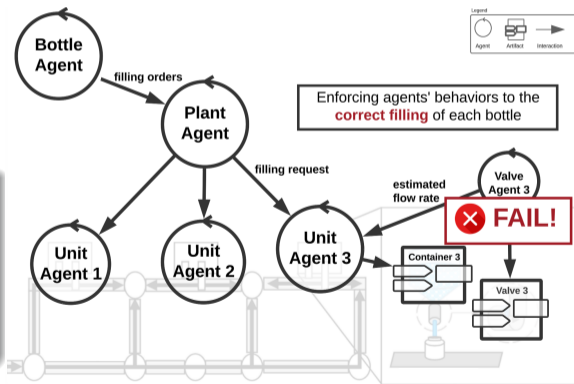 Legend
Agent
Artifact
Interaction
Bottle
Agent
filling orders
Plant
Agent
Enforcing agents' behaviors to the
correct filling of each bottle
filling request
Valve
Agent 3
estimated
flow rate
FAIL!
Unit
Agent 1
Unit
Agent 2
Unit
Agent 3
Container 3
Valve 3